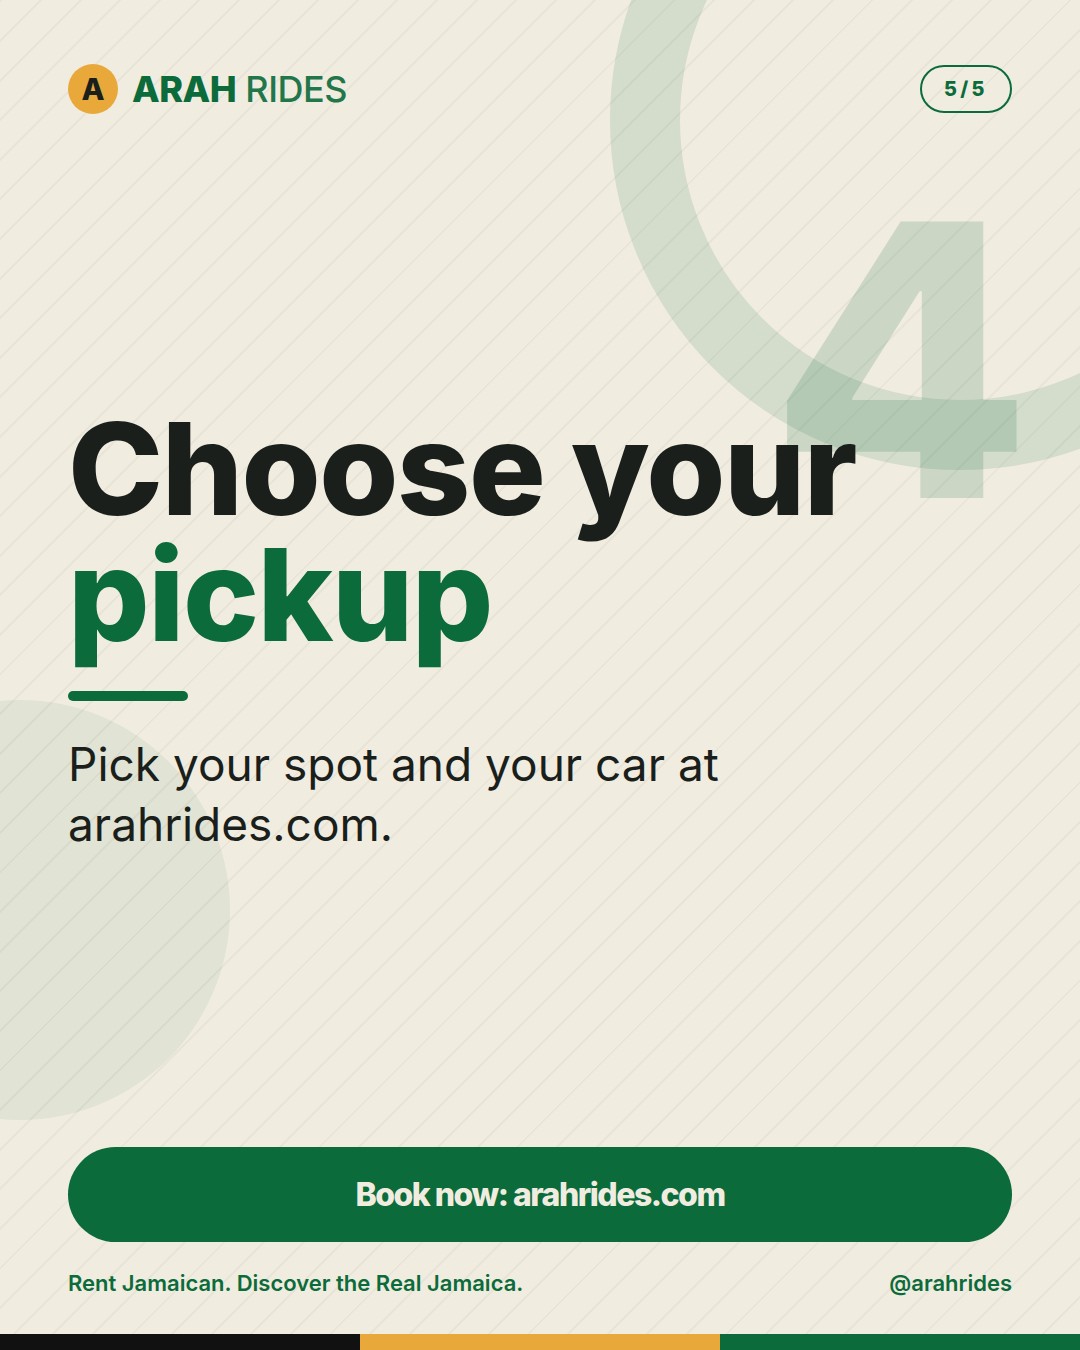 A ARAH RIDES
5/5
4
Choose your
pickup
Pick your spot and your car at
arahrides.com.
Book now: arahrides.com
Rent Jamaican. Discover the Real Jamaica.
@arahrides